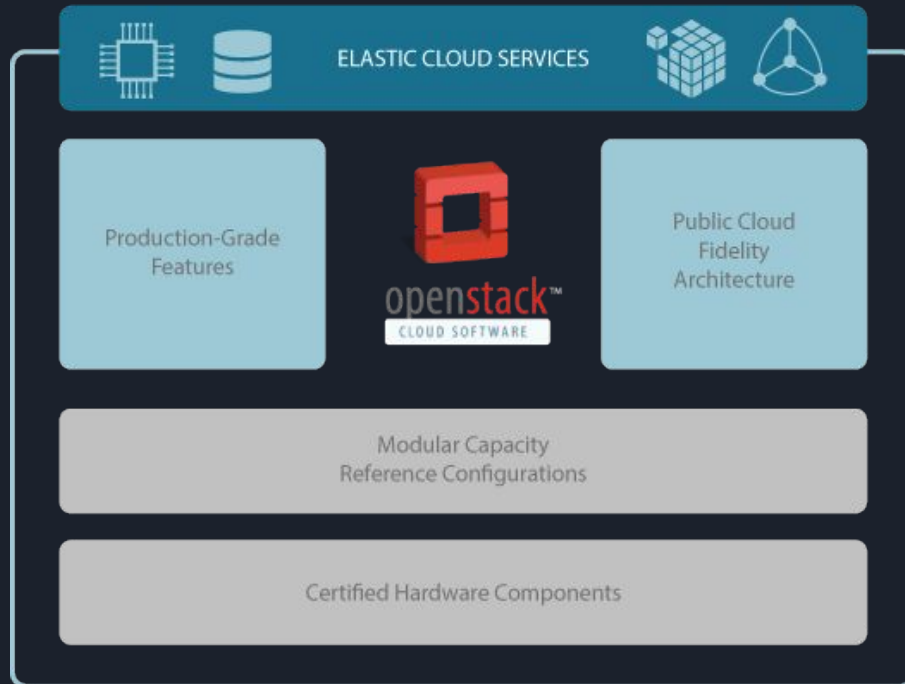 ELASTIC CLOUD SERVICES
Production-Grade
Features
openstack™
CLOUD SOFTWARE
Public Cloud
Fidelity
Architecture
Modular Capacity
Reference Configurations
Certified Hardware Components